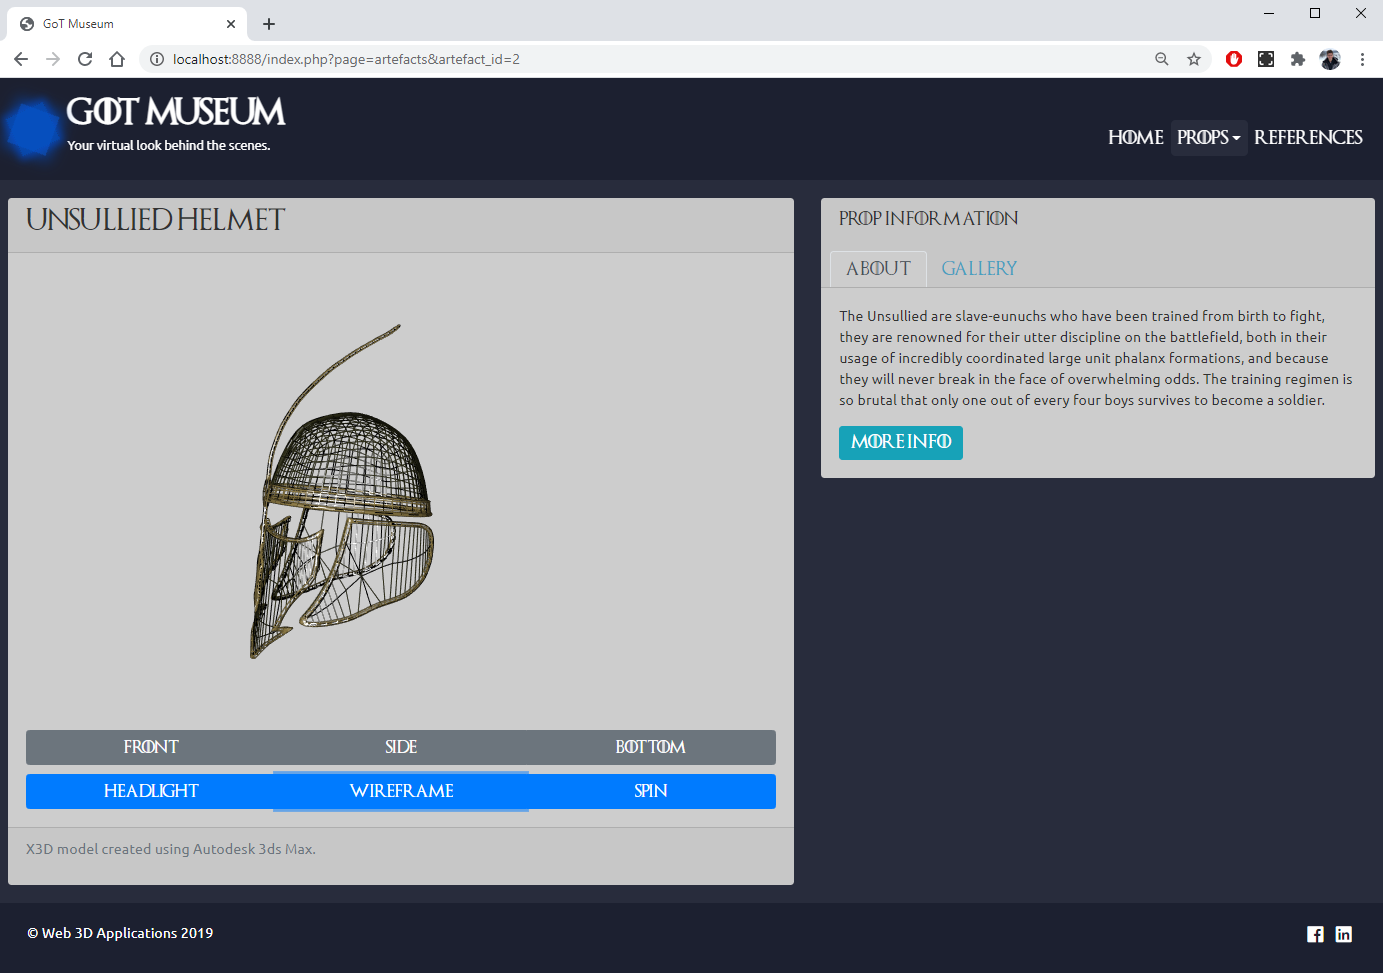 GoT Museum
localhost:8888/index.php?page=artefacts&artefact_id=2
GOT MUSEUM
Your virtual look behind the scenes.
HOME PROPS REFERENCES
UNSULLIED HELMET
FRONT SIDE BOTTOM
HEADLIGHT WIREFRAME SPIN
X3D model created using Autodesk 3ds Max.
PROP INFORMATION
ABOUT GALLERY
The Unsullied are slave-eunuchs who have been trained from birth to fight,
they are renowned for their utter discipline on the battlefield, both in their
usage of incredibly coordinated large unit phalanx formations, and because
they will never break in the face of overwhelming odds. The training regimen is
so brutal that only one out of every four boys survives to become a soldier.
MORE INFO
© Web 3D Applications 2019